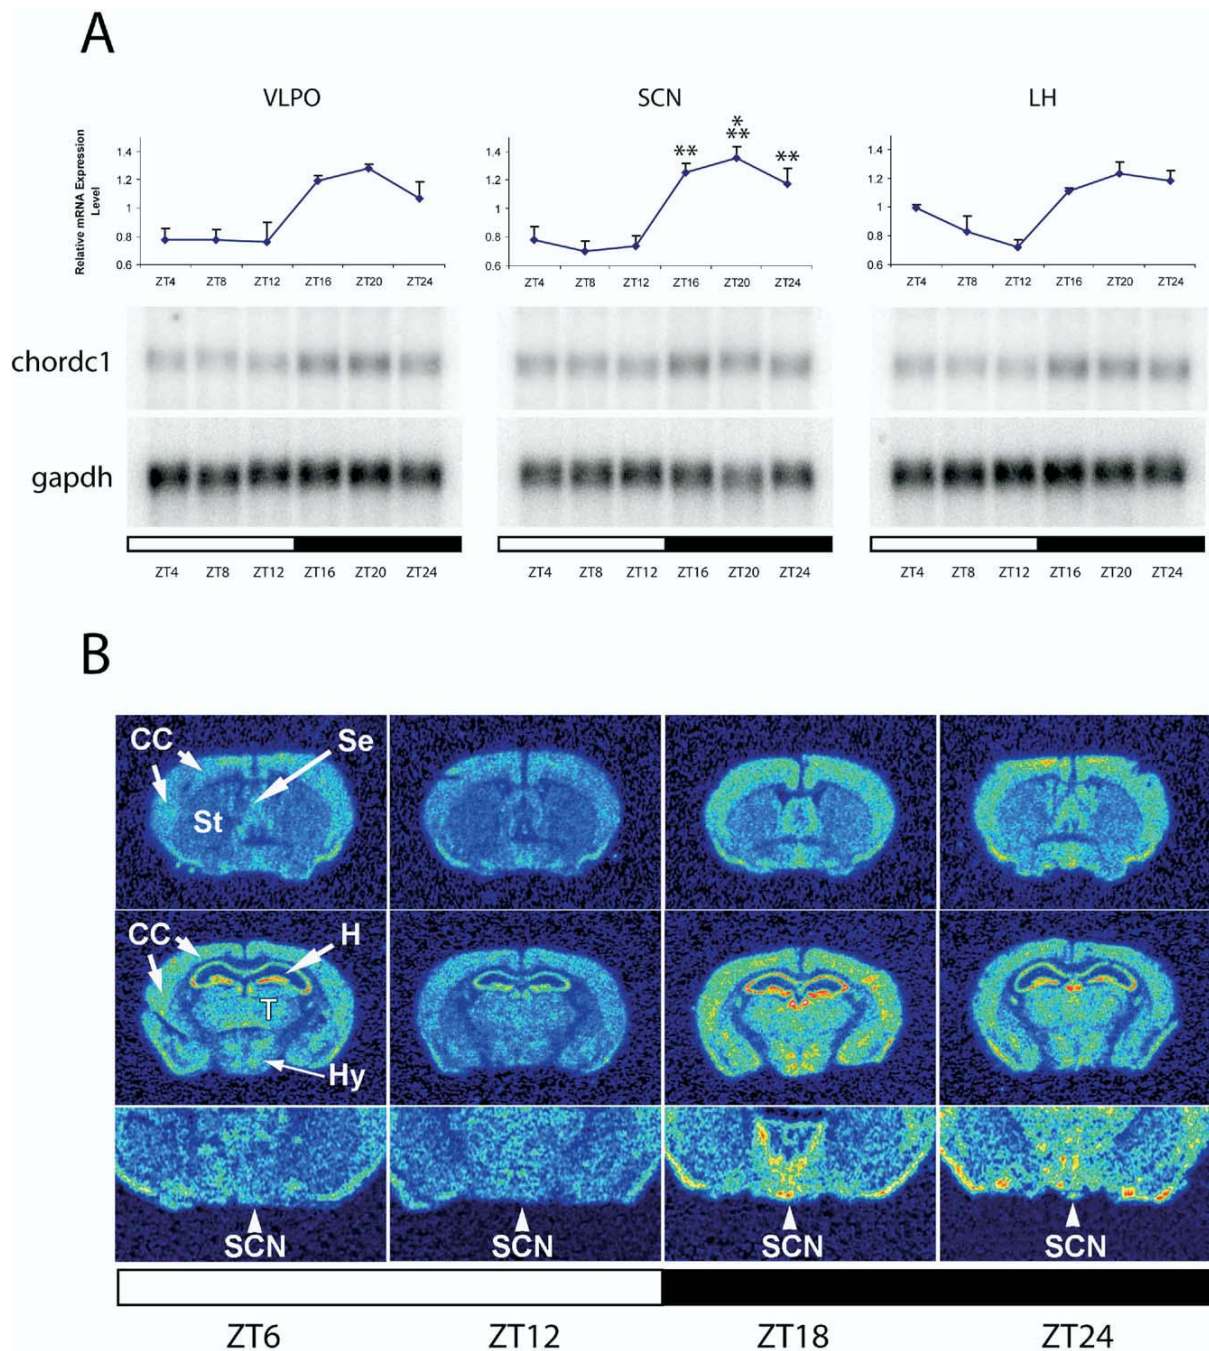 A
VLPO SCN LH
Relative mRNA Expression
Level
1.4 1.4 1.4
1.2 1.2 1.2
1 1 1
0.8 0.8 0.8
0.6 0.6 0.6
** * ** **
ZT4 ZT8 ZT12 ZT16 ZT20 ZT24 ZT4 ZT8 ZT12 ZT16 ZT20 ZT24 ZT4 ZT8 ZT12 ZT16 ZT20 ZT24
chordc1
gapdh
ZT4 ZT8 ZT12 ZT16 ZT20 ZT24 ZT4 ZT8 ZT12 ZT16 ZT20 ZT24 ZT4 ZT8 ZT12 ZT16 ZT20 ZT24
B
CC Se
St
CC H
T
Hy
SCN SCN SCN SCN
ZT6 ZT12 ZT18 ZT24